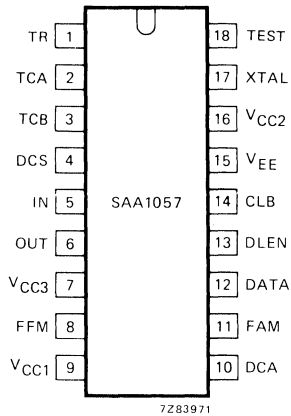 TR 1 18 TEST
TCA 2 17 XTAL
TCB 3 16 VCC2
DCS 4 15 VEE
IN 5 SAA1057 14 CLB
OUT 6 13 DLEN
VCC3 7 12 DATA
FFM 8 11 FAM
VCC1 9 10 DCA
7Z83971